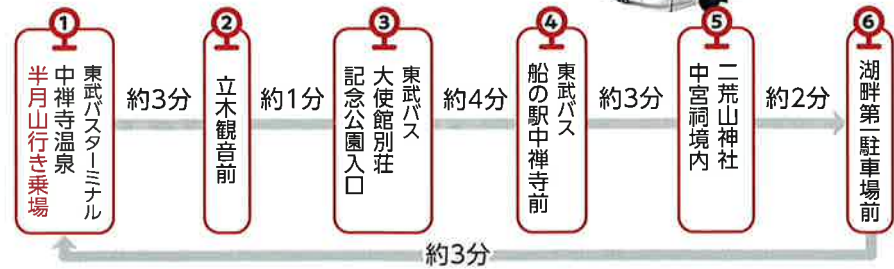 1
東武バスターミナル
中禅寺温泉
半月山行き乗場
約3分
2
立木観音前
約1分
3
東武バス
大使館別荘
記念公園入口
約4分
4
東武バス
船の駅中禅寺前
約3分
5
二荒山神社
中宮祠境内
約2分
6
湖畔第一駐車場前
約3分